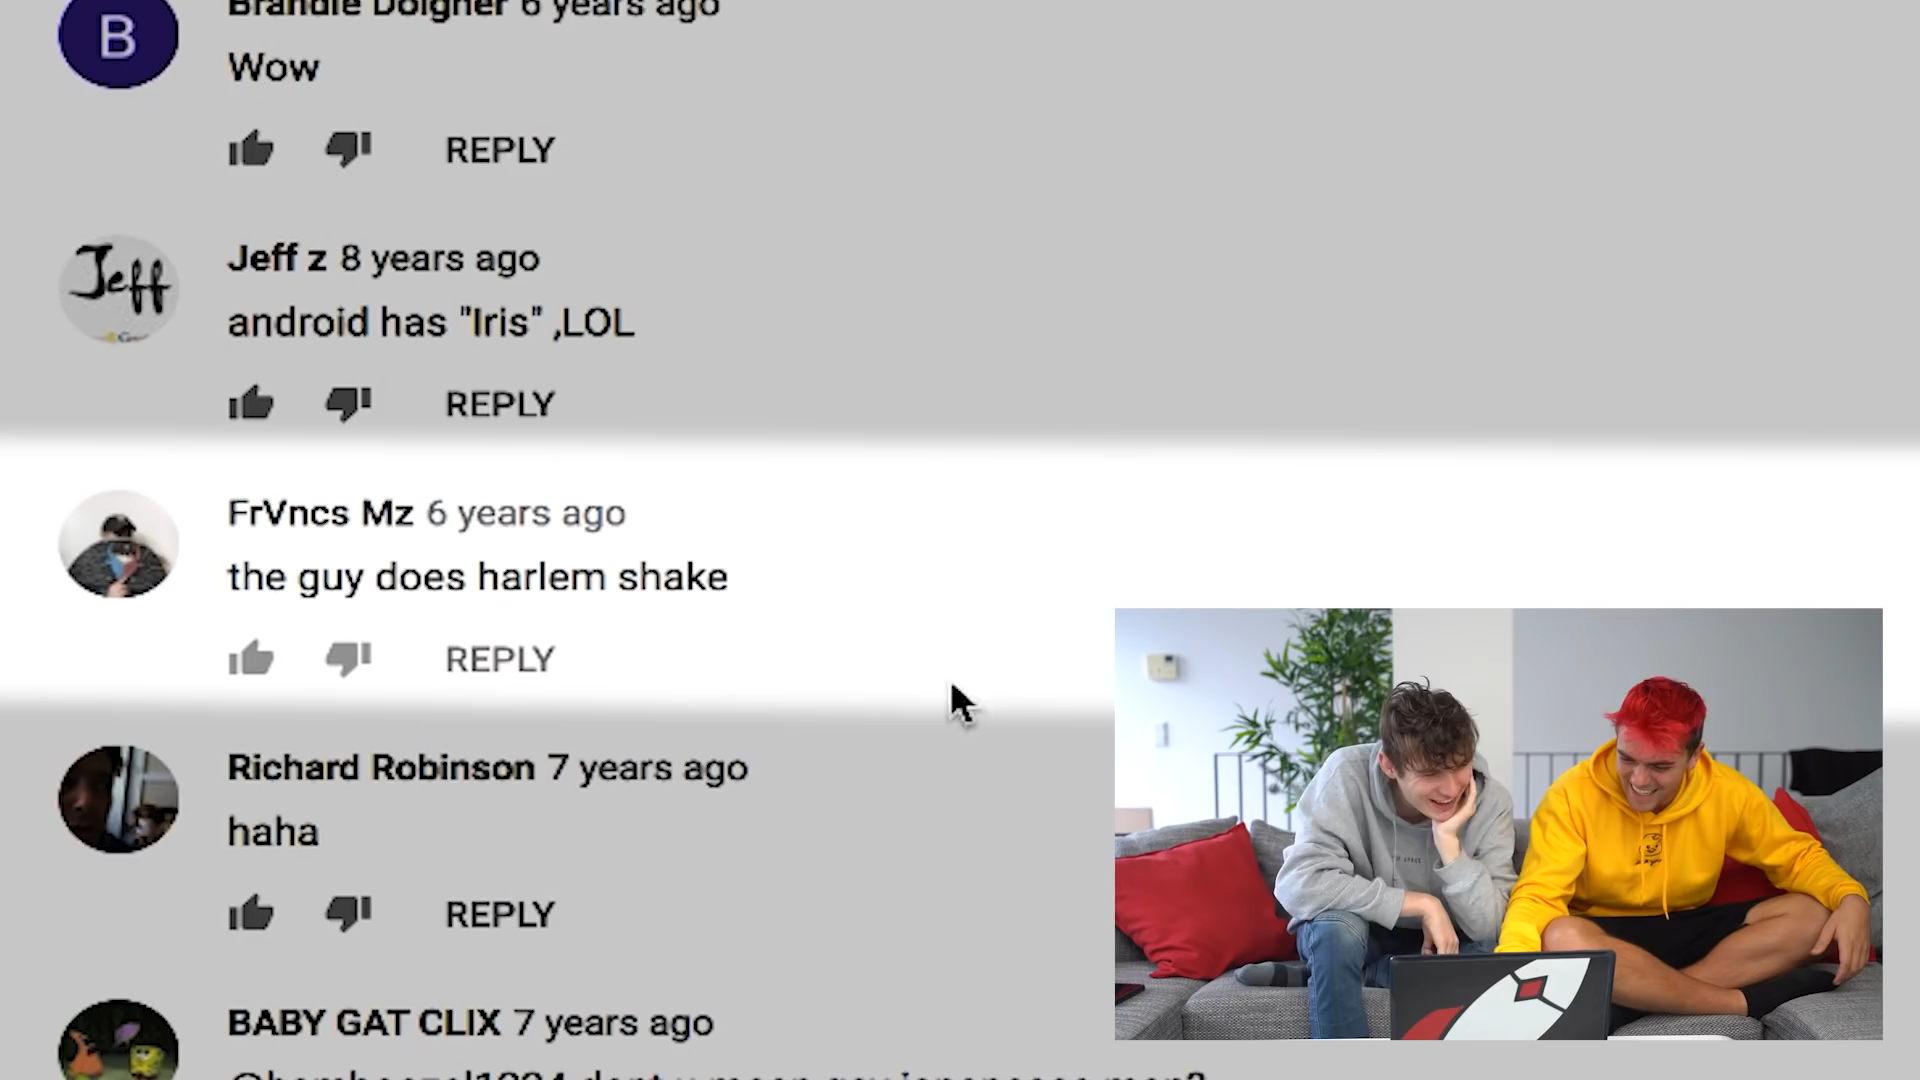 B
Brandie Doigner 6 years ago
Wow
REPLY
Jeff
Jeff z 8 years ago
android has "Iris" ,LOL
REPLY
FrVncs Mz 6 years ago
the guy does harlem shake
REPLY
Richard Robinson 7 years ago
haha
REPLY
BABY GAT CLIX 7 years ago